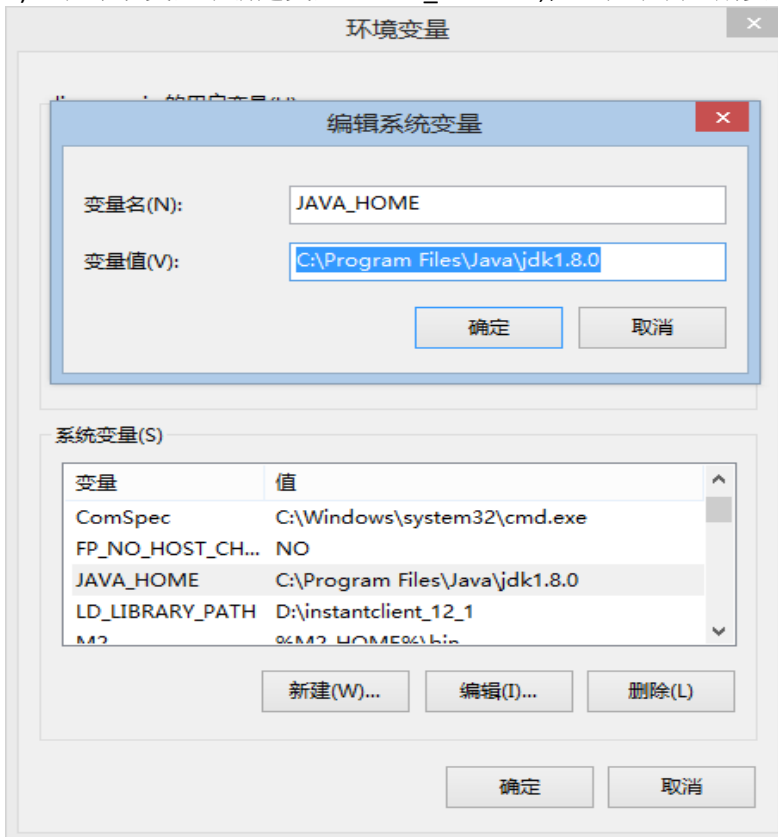 环境变量
编辑系统变量
变量名(N):
JAVA_HOME
变量值(V):
C:\Program Files\Java\jdk1.8.0
确定
取消
系统变量(S)
变量
值
ComSpec
C:\Windows\system32\cmd.exe
FP_NO_HOST_CH...
NO
JAVA_HOME
C:\Program Files\Java\jdk1.8.0
LD_LIBRARY_PATH
D:\instantclient_12_1
M2
%M2_HOME%\bin
新建(W)...
编辑(I)...
删除(L)
确定
取消